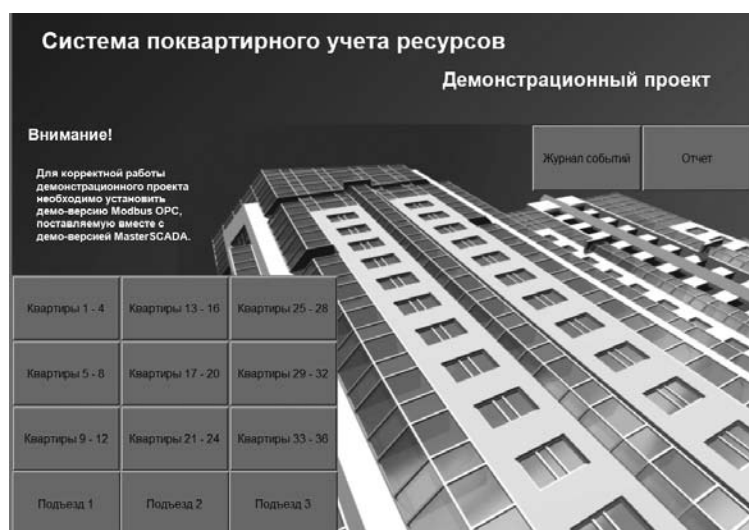 Система поквартирного учета ресурсов
Демонстрационный проект
Внимание!
Для корректной работы
демонстрационного проекта
необходимо установить
демо-версию Modbus OPC,
поставляемую вместе с
демо-версией MasterSCADA.
Журнал событий
Отчет
Квартиры 1 - 4
Квартиры 13 - 16
Квартиры 25 - 28
Квартиры 5 - 8
Квартиры 17 - 20
Квартиры 29 - 32
Квартиры 9 - 12
Квартиры 21 - 24
Квартиры 33 - 36
Подъезд 1
Подъезд 2
Подъезд 3